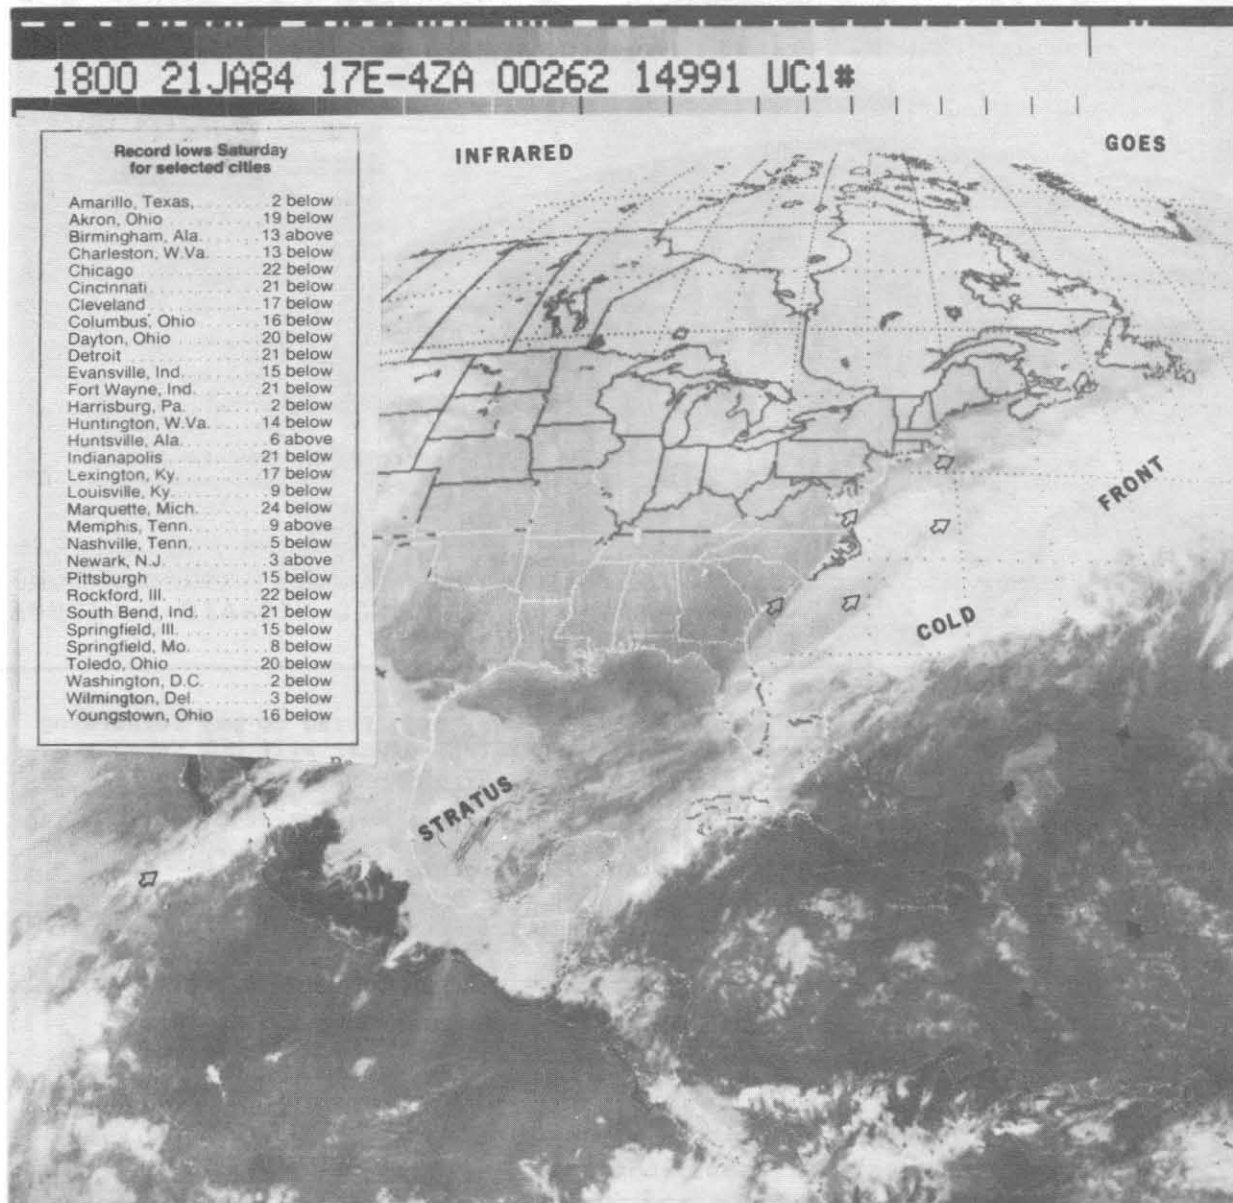 1800 21JA84 17E-4ZA 00262 14991 UC1#
INFRARED
GOES
Record lows Saturday
for selected cities
Amarillo, Texas, 2 below
Akron, Ohio 19 below
Birmingham, Ala. 13 above
Charleston, W.Va. 13 below
Chicago 22 below
Cincinnati 21 below
Cleveland 17 below
Columbus, Ohio 16 below
Dayton, Ohio 20 below
Detroit 21 below
Evansville, Ind. 15 below
Fort Wayne, Ind. 21 below
Harrisburg, Pa. 2 below
Huntington, W.Va. 14 below
Huntsville, Ala. 6 above
Indianapolis 21 below
Lexington, Ky. 17 below
Louisville, Ky. 9 below
Marquette, Mich. 24 below
Memphis, Tenn. 9 above
Nashville, Tenn. 5 below
Newark, N.J. 3 above
Pittsburgh 15 below
Rockford, Ill. 22 below
South Bend, Ind. 21 below
Springfield, Ill. 15 below
Springfield, Mo. 8 below
Toledo, Ohio 20 below
Washington, D.C. 2 below
Wilmington, Del. 3 below
Youngstown, Ohio 16 below
FRONT
COLD
STRATUS